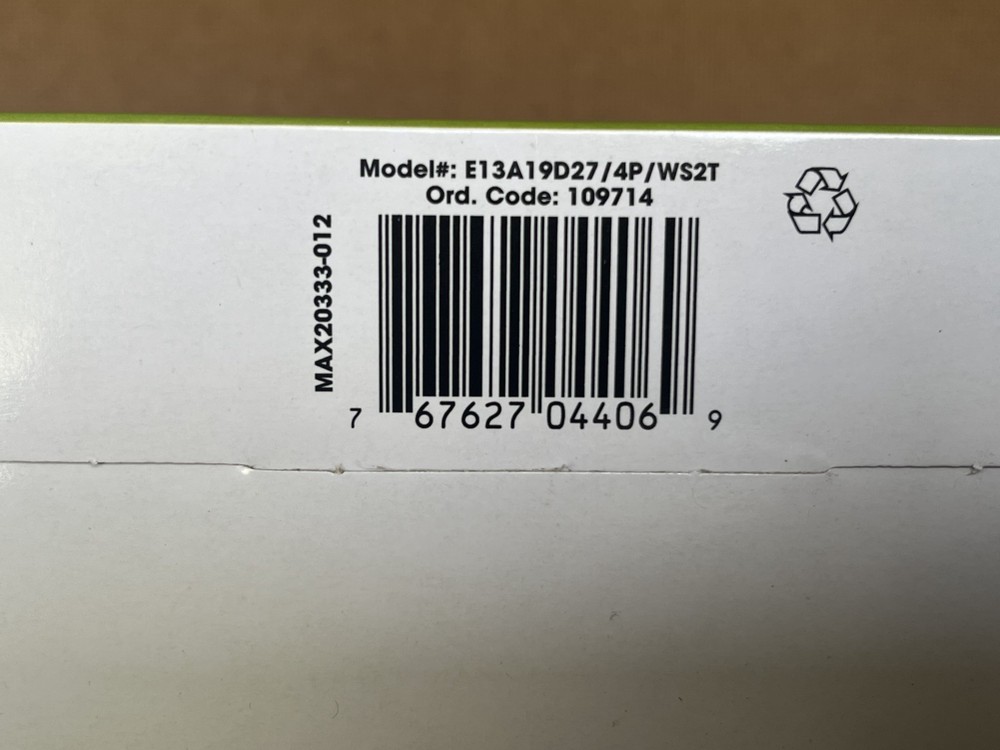 Model#: E13A19D27/4P/WS2T
Ord. Code: 109714
MAX20333-012
7 67627 04406 9